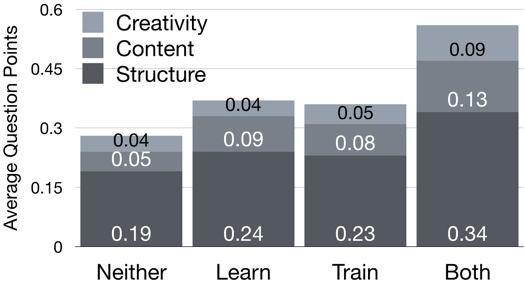 Average Question Points
0.6
0.45
0.3
0.15
0
Creativity
Content
Structure
0.04
0.05
0.19
0.04
0.09
0.24
0.05
0.08
0.23
0.09
0.13
0.34
Neither
Learn
Train
Both